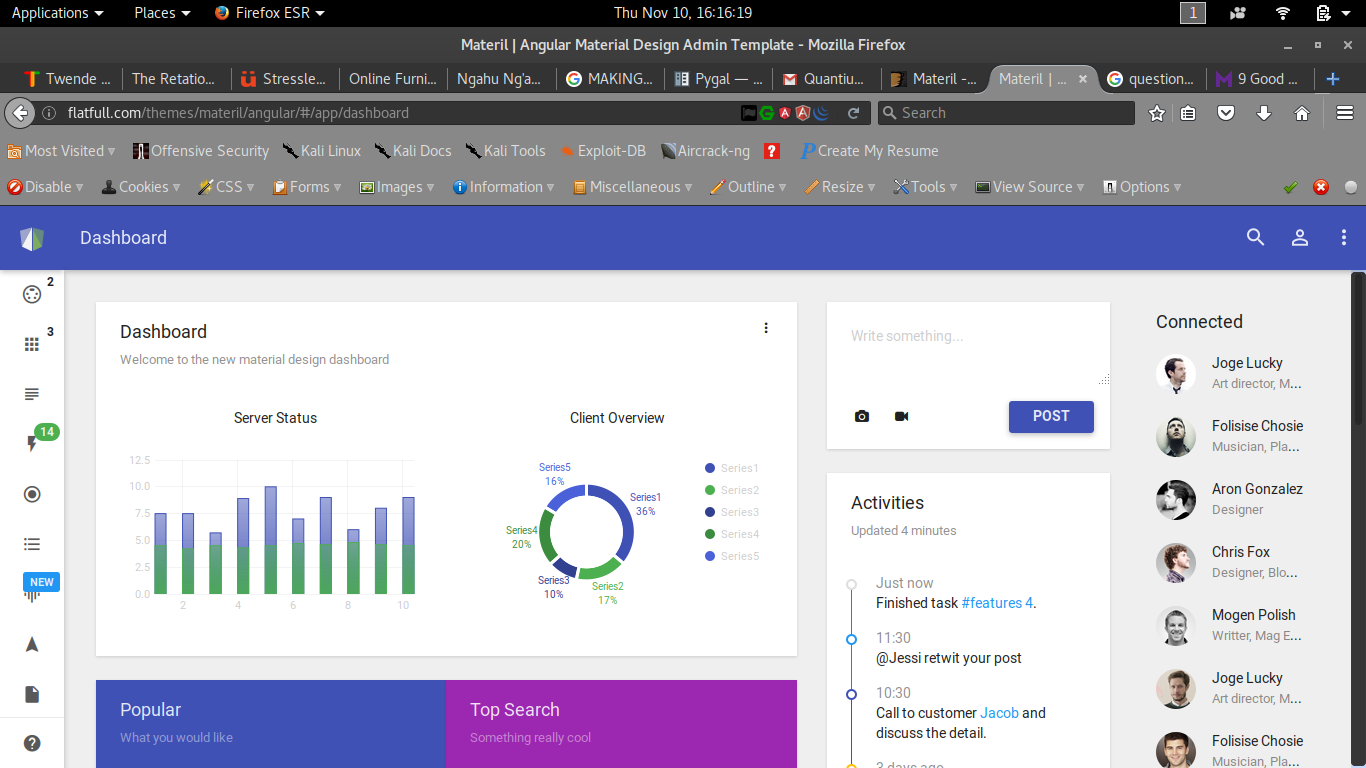 Applications Places Firefox ESR Thu Nov 10, 16:16:19 1
Materil | Angular Material Design Admin Template - Mozilla Firefox
Twende ... The Retatio... Stressle... Online Furni... Ngahu Ng'a... MAKING... Pygal — ... Quantiu... Materil -... Materil | ... question... 9 Good ...
flatfull.com/themes/materil/angular/#/app/dashboard Search
Most Visited Offensive Security Kali Linux Kali Docs Kali Tools Exploit-DB Aircrack-ng ? Create My Resume
Disable Cookies CSS Forms Images Information Miscellaneous Outline Resize Tools View Source Options
Dashboard
2
3
14
NEW
Dashboard
Welcome to the new material design dashboard
Server Status
12.5
10.0
7.5
5.0
2.5
0.0
2 4 6 8 10
Client Overview
Series5
16%
Series1
36%
Series4
20%
Series3
10%
Series2
17%
Series1
Series2
Series3
Series4
Series5
Popular
What you would like
Top Search
Something really cool
Write something...
POST
Activities
Updated 4 minutes
Just now
Finished task #features 4.
11:30
@Jessi retwit your post
10:30
Call to customer Jacob and
discuss the detail.
3 days ago
Connected
Joge Lucky
Art director, M...
Folisise Chosie
Musician, Pla...
Aron Gonzalez
Designer
Chris Fox
Designer, Blo...
Mogen Polish
Writter, Mag E...
Joge Lucky
Art director, M...
Folisise Chosie
Musician, Pla...